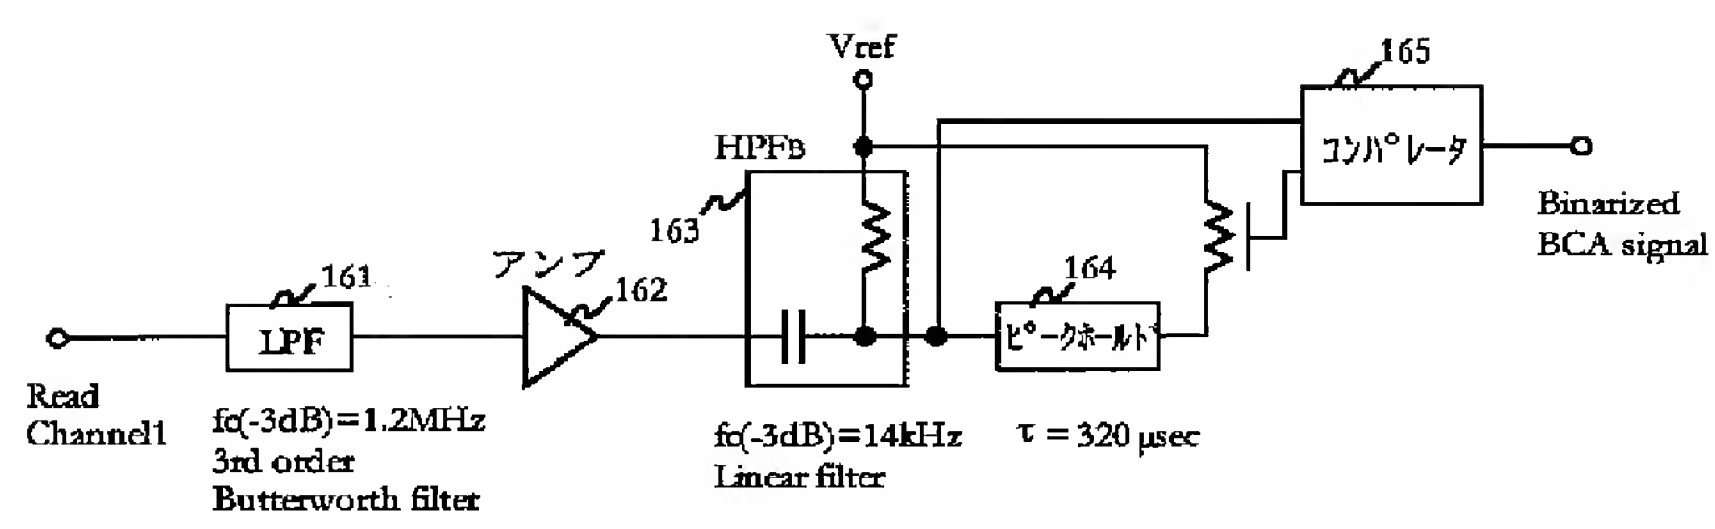 Vref
165
コンパレータ
HPFB
163
Binarized
BCA signal
アンプ
161
162
164
LPF
ピークホールド
Read
Channel1
fc(-3dB)=1.2MHz
3rd order
Butterworth filter
fc(-3dB)=14kHz
Linear filter
τ = 320 μsec